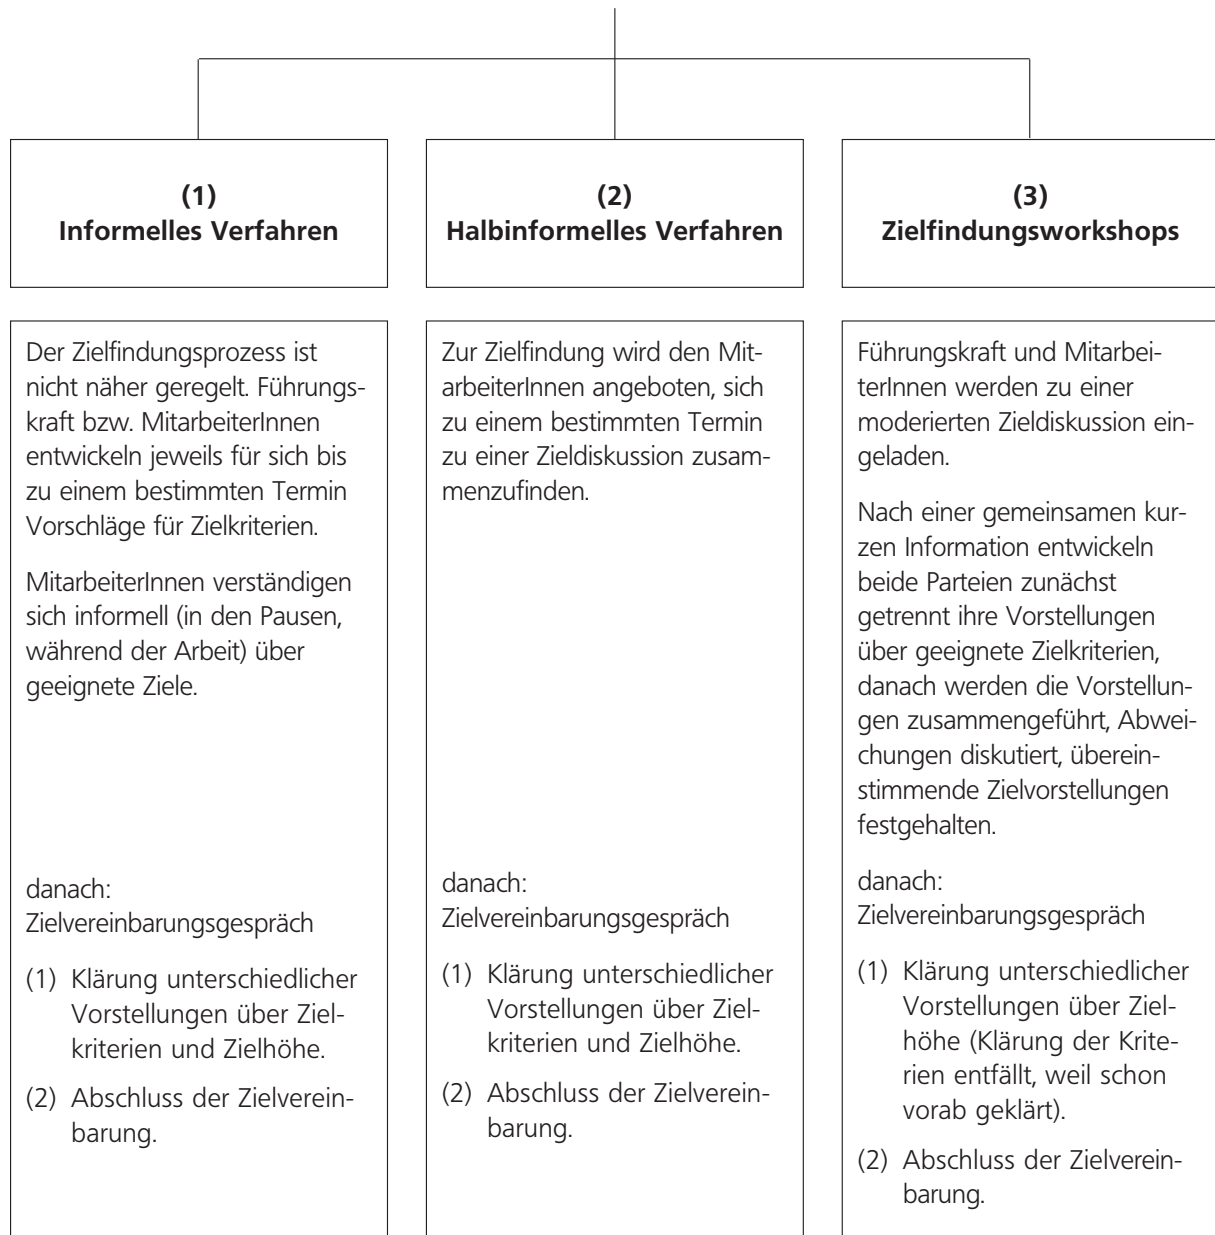 (1)
Informelles Verfahren
Der Zielfindungsprozess ist
nicht näher geregelt. Führungs-
kraft bzw. MitarbeiterInnen
entwickeln jeweils für sich bis
zu einem bestimmten Termin
Vorschläge für Zielkriterien.
MitarbeiterInnen verständigen
sich informell (in den Pausen,
während der Arbeit) über
geeignete Ziele.
danach:
Zielvereinbarungsgespräch
(1) Klärung unterschiedlicher
Vorstellungen über Ziel-
kriterien und Zielhöhe.
(2) Abschluss der Zielverein-
barung.
(2)
Halbinformelles Verfahren
Zur Zielfindung wird den Mit-
arbeiterInnen angeboten, sich
zu einem bestimmten Termin
zu einer Zieldiskussion zusam-
menzufinden.
danach:
Zielvereinbarungsgespräch
(1) Klärung unterschiedlicher
Vorstellungen über Ziel-
kriterien und Zielhöhe.
(2) Abschluss der Zielverein-
barung.
(3)
Zielfindungsworkshops
Führungskraft und Mitarbei-
terInnen werden zu einer
moderierten Zieldiskussion ein-
geladen.
Nach einer gemeinsamen kur-
zen Information entwickeln
beide Parteien zunächst
getrennt ihre Vorstellungen
über geeignete Zielkriterien,
danach werden die Vorstellun-
gen zusammengeführt, Abwei-
chungen diskutiert, überein-
stimmende Zielvorstellungen
festgehalten.
danach:
Zielvereinbarungsgespräch
(1) Klärung unterschiedlicher
Vorstellungen über Ziel-
höhe (Klärung der Krite-
rien entfällt, weil schon
vorab geklärt).
(2) Abschluss der Zielverein-
barung.